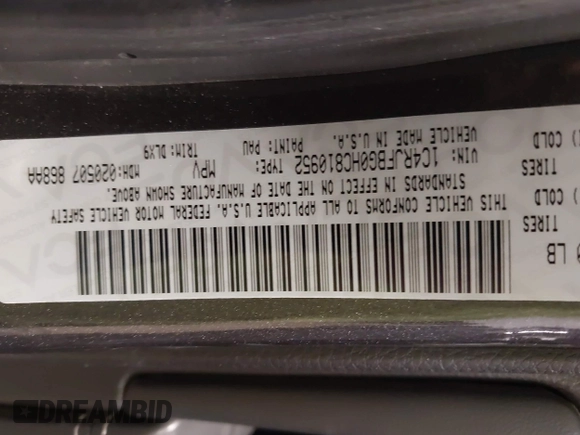 0 LB
TIRES
COLD
TIRES
COLD
THIS VEHICLE CONFORMS TO ALL APPLICABLE U.S.A. FEDERAL MOTOR VEHICLE SAFETY
STANDARDS IN EFFECT ON THE DATE OF MANUFACTURE SHOWN ABOVE.
VIN: 1C4RJFBG0HC810952 TYPE: MPV MDH:020507 868AA
VEHICLE MADE IN U.S.A. PAINT: PAU TRIM: DLX9
DREAMBID